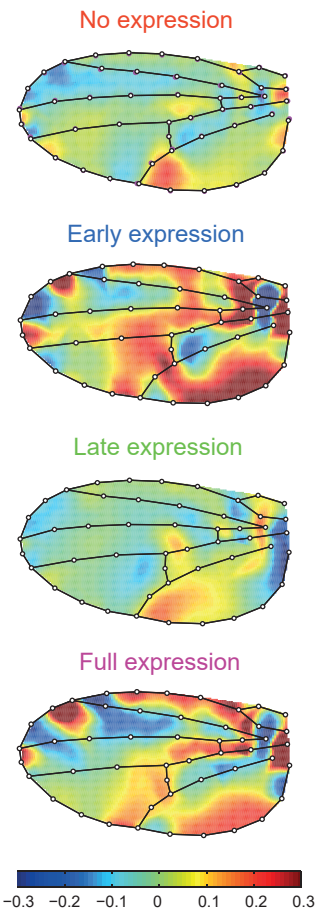 No expression
Early expression
Late expression
Full expression
−0.3 −0.2 −0.1 0 0.1 0.2 0.3